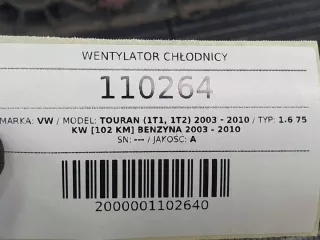 WENTYLATOR CHŁODNICY
110264
MARKA: VW / MODEL: TOURAN (1T1, 1T2) 2003 - 2010 / TYP: 1.6 75
KW [102 KM] BENZYNA 2003 - 2010
SN: --- / JAKOŚĆ: A
2000001102640